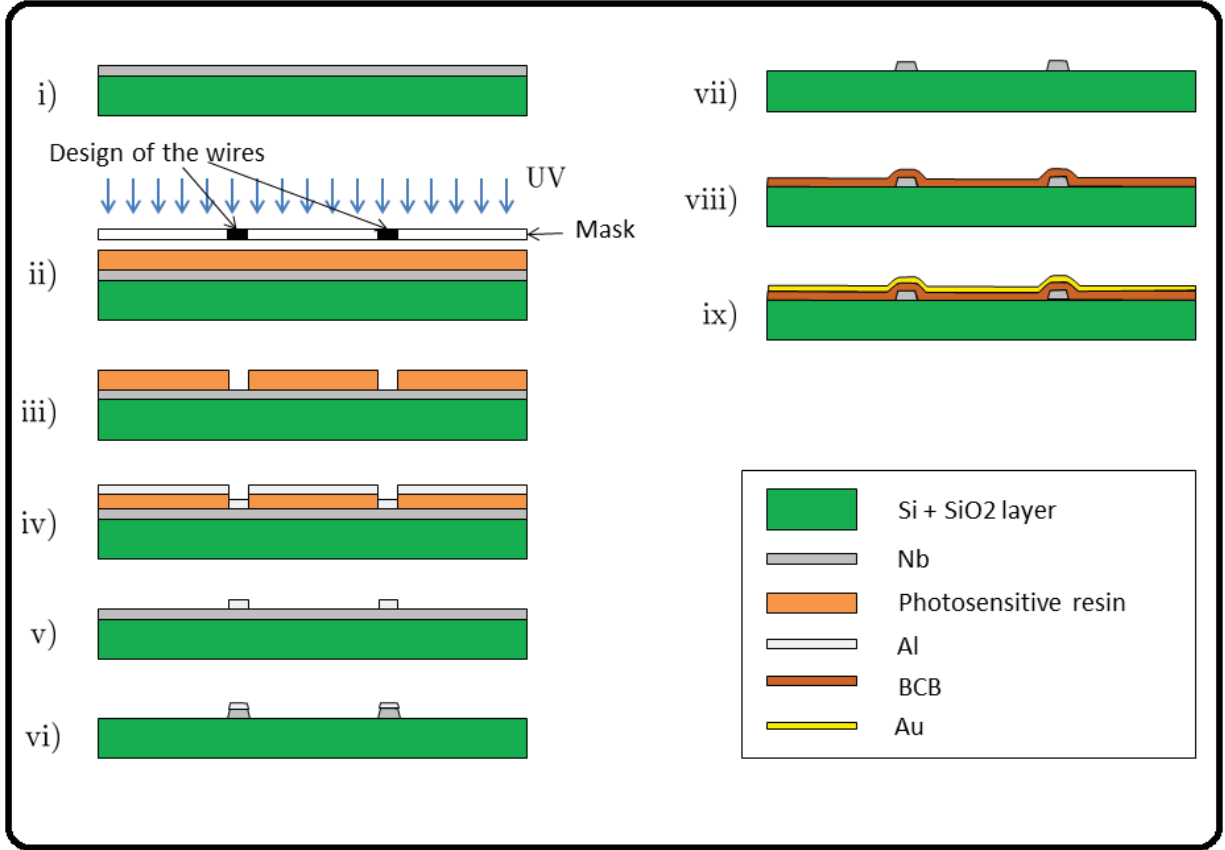 i)
Design of the wires
UV
Mask
ii)
iii)
iv)
v)
vi)
vii)
viii)
ix)
Si + SiO2 layer
Nb
Photosensitive resin
Al
BCB
Au